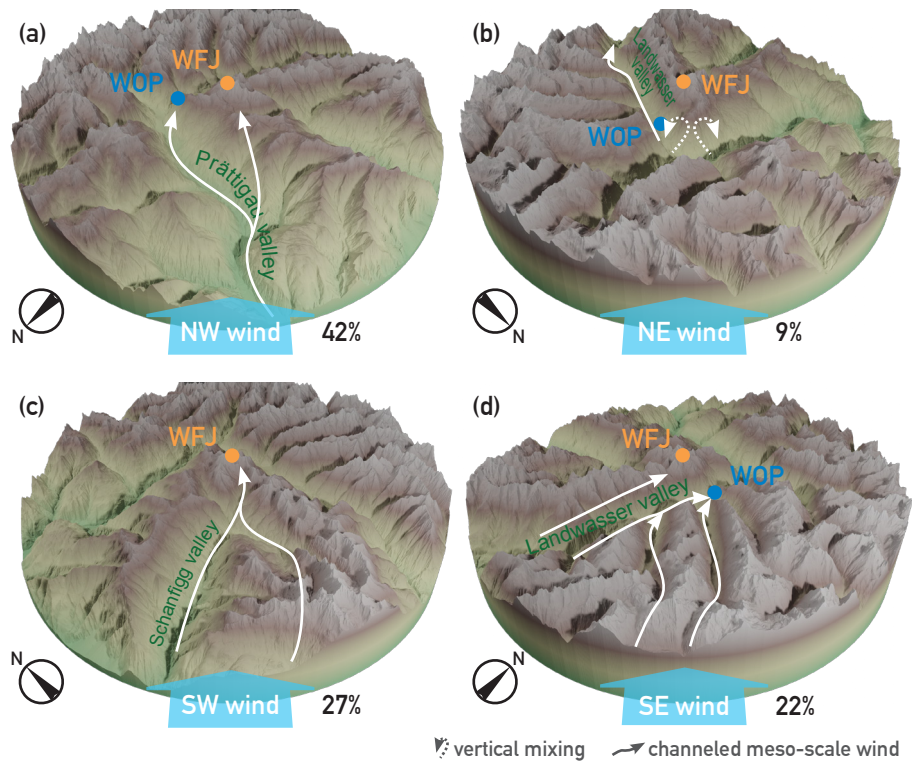 (a)
WFJ
WOP
Prättigau valley
N
NW wind 42%
(b)
Landwasser
valley
WFJ
WOP
N
NE wind 9%
(c)
WFJ
Schanfigg valley
N
SW wind 27%
(d)
WFJ
WOP
Landwasser valley
N
SE wind 22%
vertical mixing channeled meso-scale wind